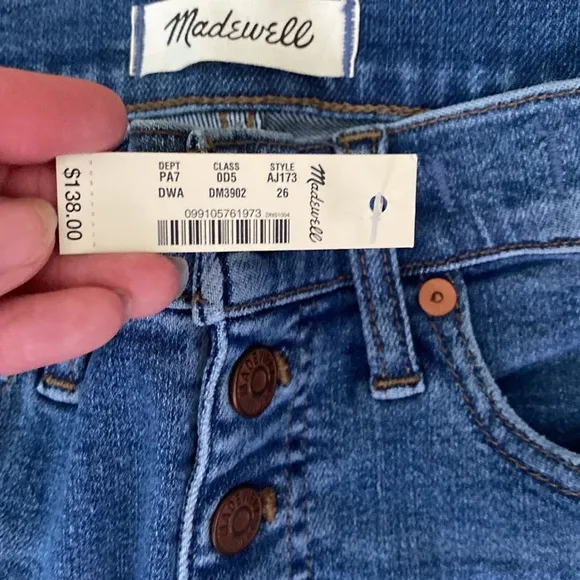 Madewell
DEPT CLASS STYLE
PA7 0D5 AJ173
DWA DM3902 26
099105761973
$138.00
Madewell